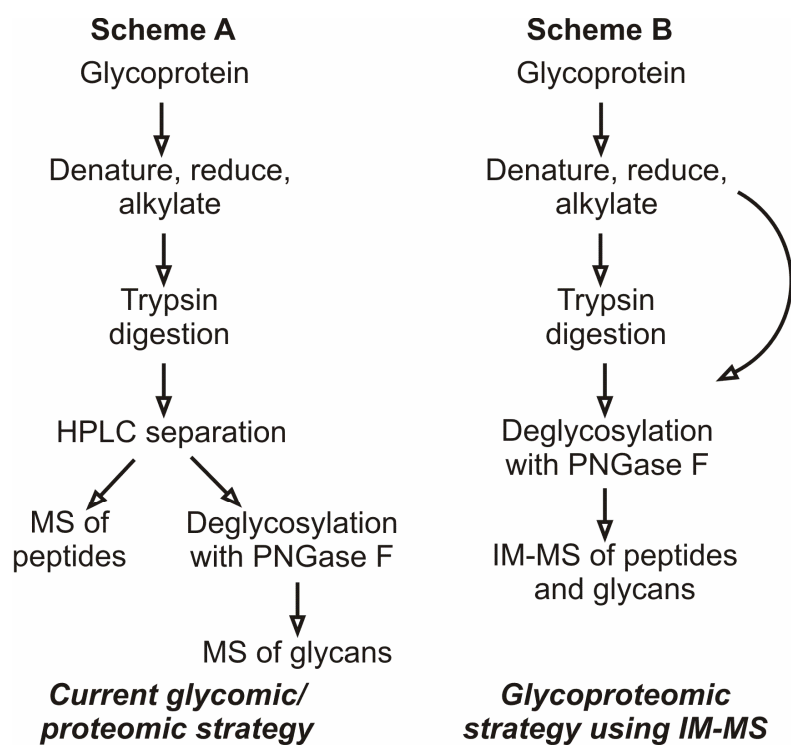 Scheme A
Glycoprotein
Denature, reduce,
alkylate
Trypsin
digestion
HPLC separation
MS of
peptides
Deglycosylation
with PNGase F
MS of glycans
Current glycomic/
proteomic strategy
Scheme B
Glycoprotein
Denature, reduce,
alkylate
Trypsin
digestion
Deglycosylation
with PNGase F
IM-MS of peptides
and glycans
Glycoproteomic
strategy using IM-MS